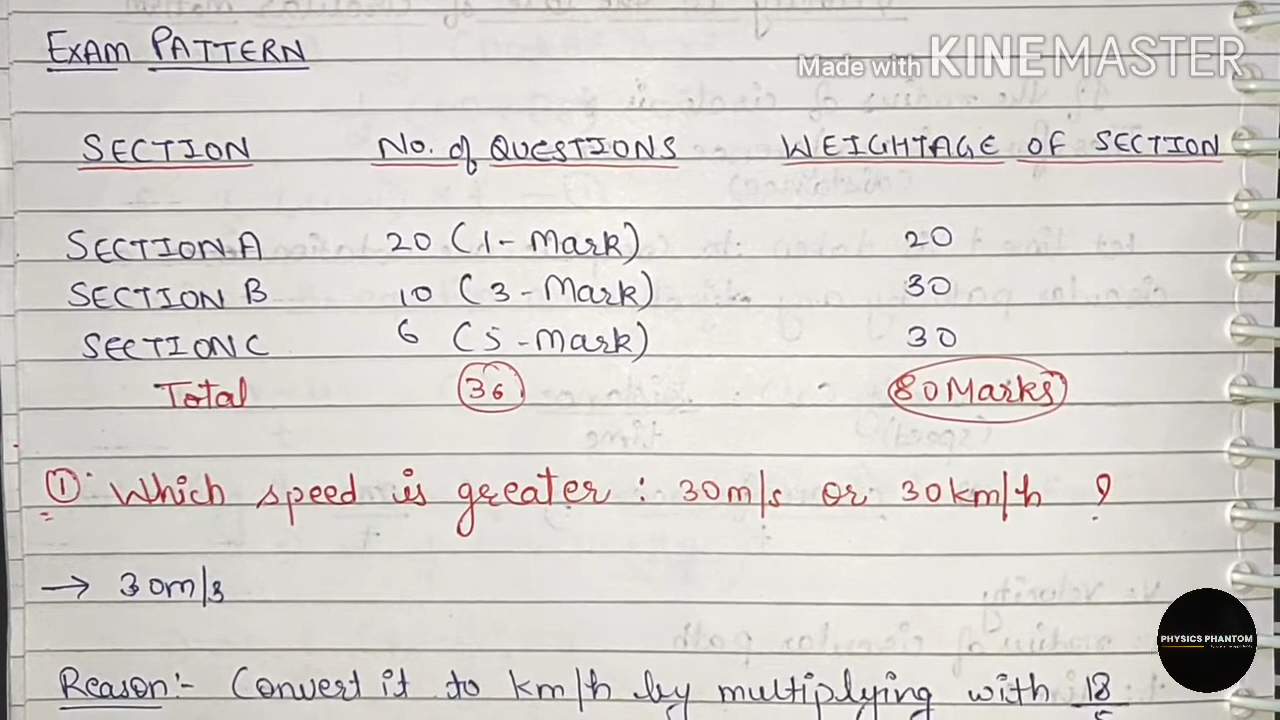 EXAM PATTERN
Made with KINEMASTER
SECTION No. of QUESTIONS WEIGHTAGE OF SECTION
SECTION A 20 (1- Mark) 20
SECTION B 10 (3 - Mark) 30
SECTION C 6 (5 - Mark) 30
Total 36 80 Marks
① Which speed is greater : 30m/s or 30km/h ?
→ 30m/s
PHYSICS PHANTOM
Reason:- Convert it to km/h by multiplying with 18/5